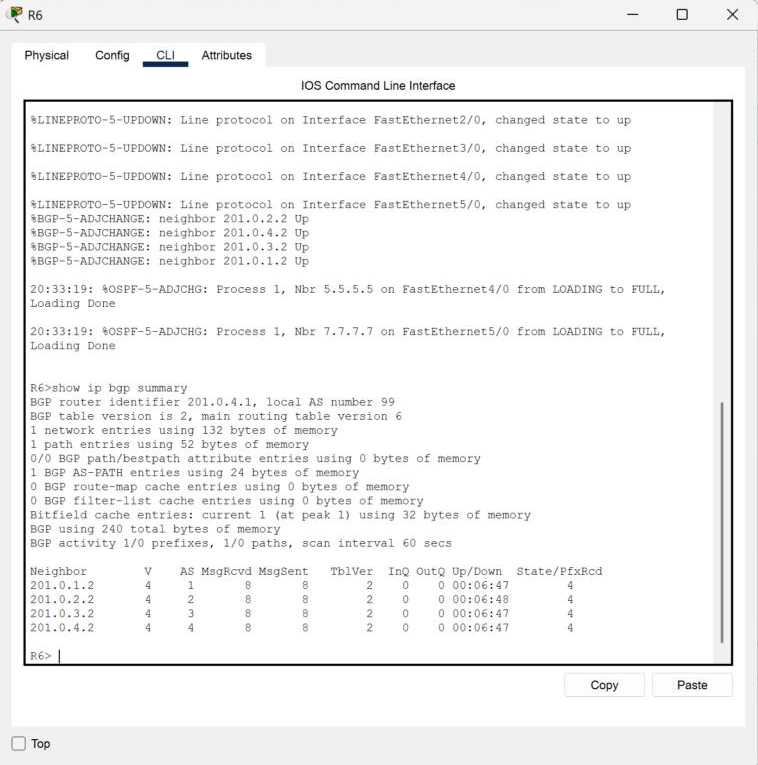 R6
Physical Config CLI Attributes
IOS Command Line Interface
%LINEPROTO-5-UPDOWN: Line protocol on Interface FastEthernet2/0, changed state to up
%LINEPROTO-5-UPDOWN: Line protocol on Interface FastEthernet3/0, changed state to up
%LINEPROTO-5-UPDOWN: Line protocol on Interface FastEthernet4/0, changed state to up
%LINEPROTO-5-UPDOWN: Line protocol on Interface FastEthernet5/0, changed state to up
%BGP-5-ADJCHANGE: neighbor 201.0.2.2 Up
%BGP-5-ADJCHANGE: neighbor 201.0.4.2 Up
%BGP-5-ADJCHANGE: neighbor 201.0.3.2 Up
%BGP-5-ADJCHANGE: neighbor 201.0.1.2 Up
20:33:19: %OSPF-5-ADJCHG: Process 1, Nbr 5.5.5.5 on FastEthernet4/0 from LOADING to FULL,
Loading Done
20:33:19: %OSPF-5-ADJCHG: Process 1, Nbr 7.7.7.7 on FastEthernet5/0 from LOADING to FULL,
Loading Done
R6>show ip bgp summary
BGP router identifier 201.0.4.1, local AS number 99
BGP table version is 2, main routing table version 6
1 network entries using 132 bytes of memory
1 path entries using 52 bytes of memory
0/0 BGP path/bestpath attribute entries using 0 bytes of memory
1 BGP AS-PATH entries using 24 bytes of memory
0 BGP route-map cache entries using 0 bytes of memory
0 BGP filter-list cache entries using 0 bytes of memory
Bitfield cache entries: current 1 (at peak 1) using 32 bytes of memory
BGP using 240 total bytes of memory
BGP activity 1/0 prefixes, 1/0 paths, scan interval 60 secs
Neighbor V AS MsgRcvd MsgSent TblVer InQ OutQ Up/Down State/PfxRcd
201.0.1.2 4 1 8 8 2 0 0 00:06:47 4
201.0.2.2 4 2 8 8 2 0 0 00:06:48 4
201.0.3.2 4 3 8 8 2 0 0 00:06:47 4
201.0.4.2 4 4 8 8 2 0 0 00:06:47 4
R6>
Copy Paste
Top